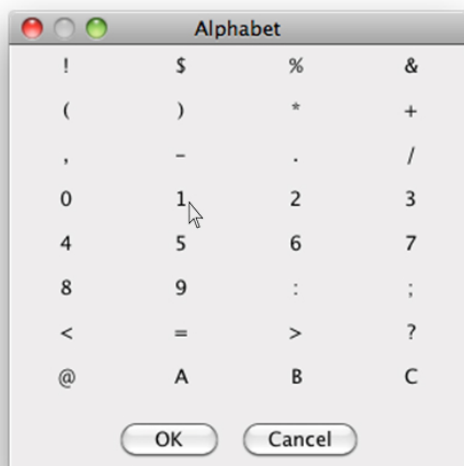 Alphabet
! $ % &
( ) * +
, - . /
0 1 2 3
4 5 6 7
8 9 : ;
< = > ?
@ A B C
OK Cancel